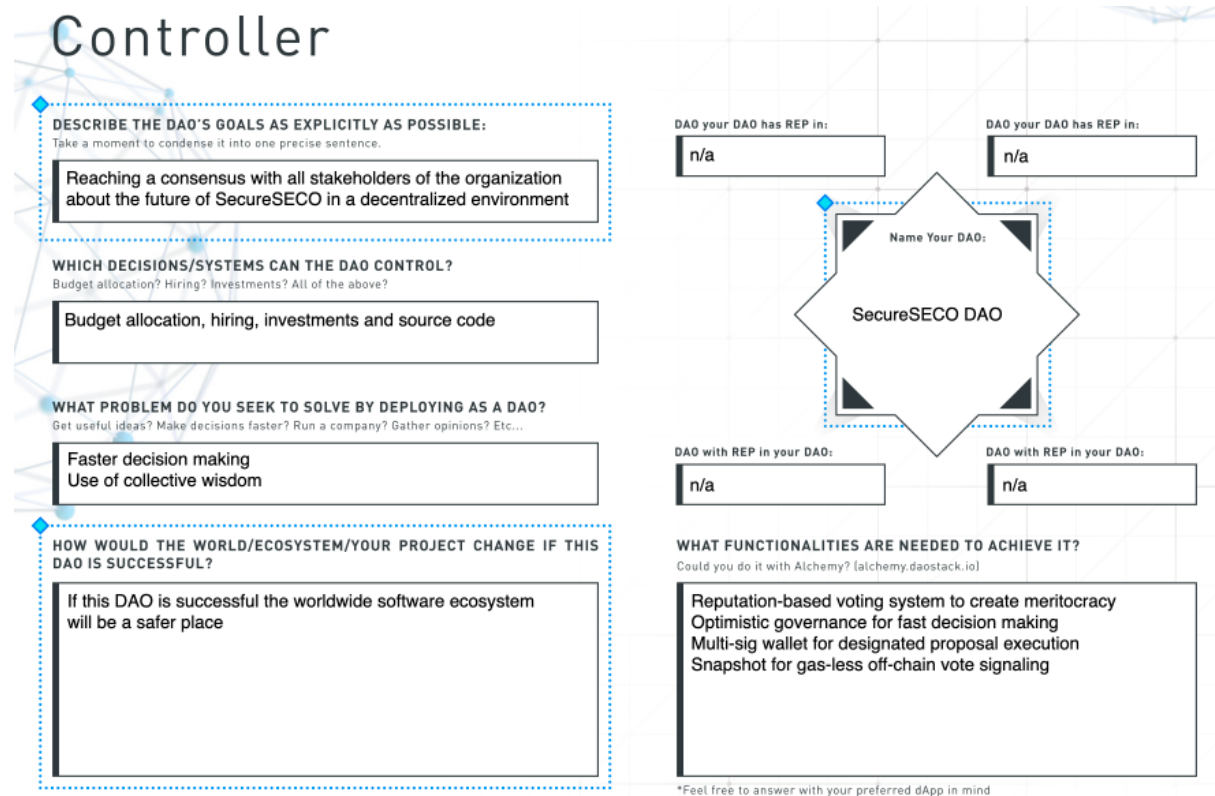 Controller
DESCRIBE THE DAO'S GOALS AS EXPLICITLY AS POSSIBLE:
Take a moment to condense it into one precise sentence.
Reaching a consensus with all stakeholders of the organization
about the future of SecureSECO in a decentralized environment
WHICH DECISIONS/SYSTEMS CAN THE DAO CONTROL?
Budget allocation? Hiring? Investments? All of the above?
Budget allocation, hiring, investments and source code
WHAT PROBLEM DO YOU SEEK TO SOLVE BY DEPLOYING AS A DAO?
Get useful ideas? Make decisions faster? Run a company? Gather opinions? Etc...
Faster decision making
Use of collective wisdom
HOW WOULD THE WORLD/ECOSYSTEM/YOUR PROJECT CHANGE IF THIS
DAO IS SUCCESSFUL?
If this DAO is successful the worldwide software ecosystem
will be a safer place
DAO your DAO has REP in:
n/a
DAO your DAO has REP in:
n/a
Name Your DAO:
SecureSECO DAO
DAO with REP in your DAO:
n/a
DAO with REP in your DAO:
n/a
WHAT FUNCTIONALITIES ARE NEEDED TO ACHIEVE IT?
Could you do it with Alchemy? (alchemy.daostack.io)
Reputation-based voting system to create meritocracy
Optimistic governance for fast decision making
Multi-sig wallet for designated proposal execution
Snapshot for gas-less off-chain vote signaling
*Feel free to answer with your preferred dApp in mind